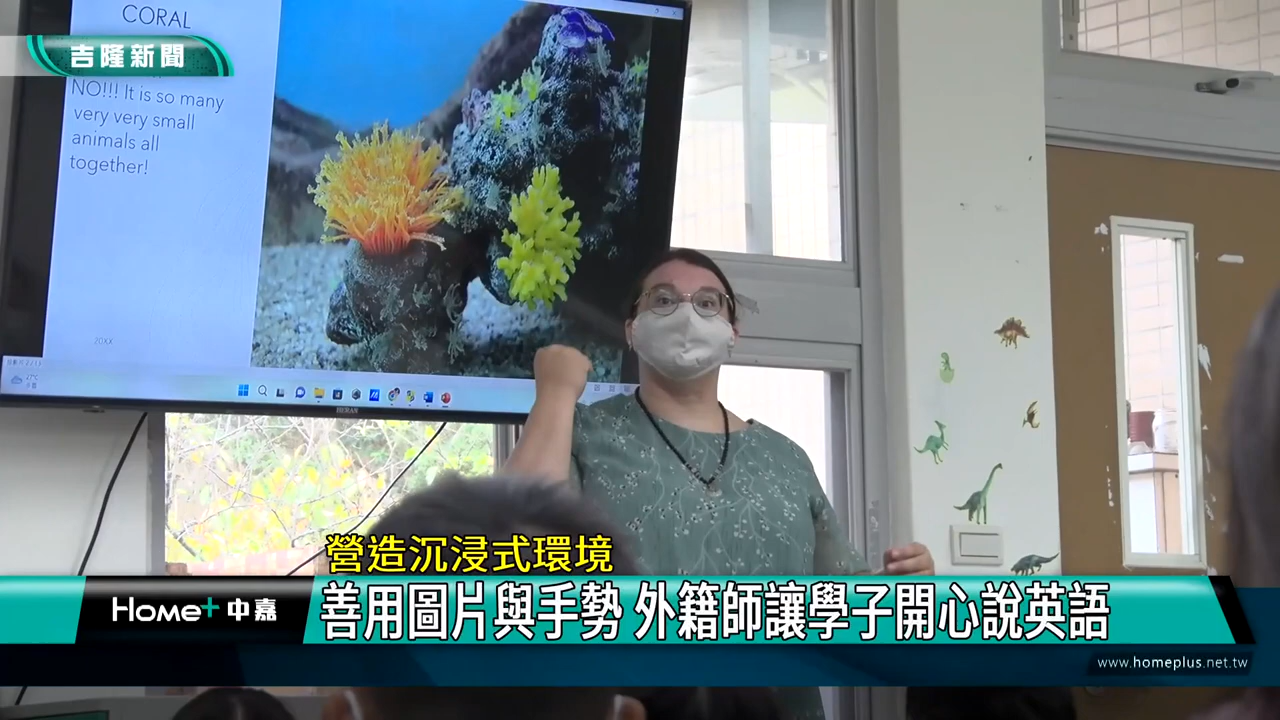 CORAL
吉隆新聞
NO!!! It is so many
very very small
animals all
together!
20XX
27°C
HERAN
營造沉浸式環境
Home+ 中嘉
善用圖片與手勢 外籍師讓學子開心說英語
www.homeplus.net.tw